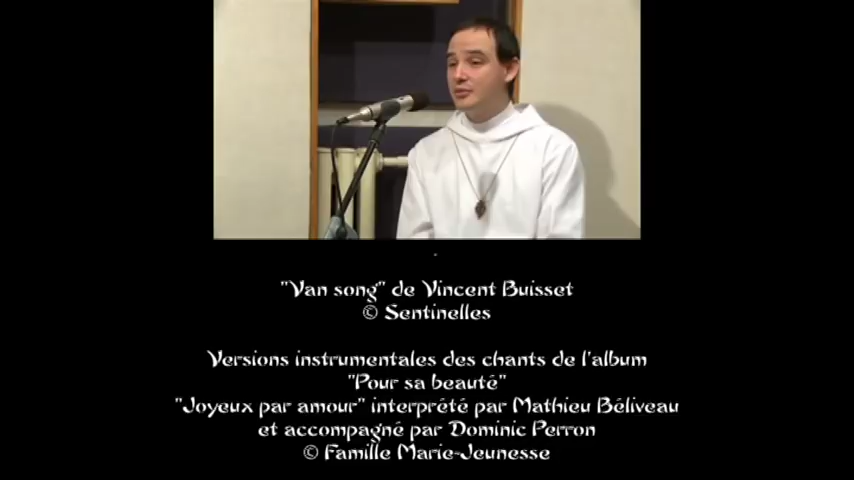 "Van song" de Vincent Buisset
© Sentinelles
Versions instrumentales des chants de l'album
"Pour sa beauté"
"Joyeux par amour" interprété par Mathieu Béliveau
et accompagné par Dominic Perron
© Famille Marie-Jeunesse